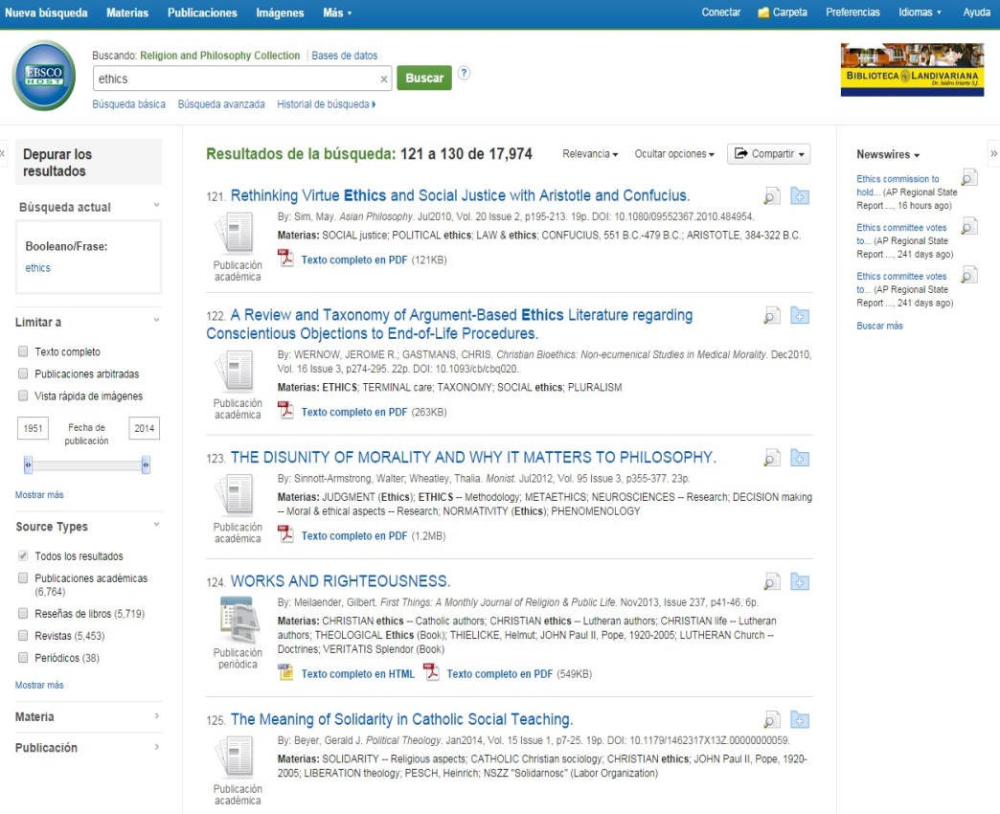 Nueva búsqueda Materias Publicaciones Imágenes Más Conectar Carpeta Preferencias Idiomas Ayuda
EBSCO
HOST
Buscando: Religion and Philosophy Collection Bases de datos
ethics × Buscar ?
Búsqueda básica Búsqueda avanzada Historial de búsqueda
BIBLIOTECA LANDIVARIANA
Dr. Isidro Iriarte S.J.
«
Depurar los
resultados
Búsqueda actual
Booleano/Frase:
ethics
Limitar a
Texto completo
Publicaciones arbitradas
Vista rápida de imágenes
1951 Fecha de publicación 2014
Mostrar más
Source Types
Todos los resultados
Publicaciones académicas
(6,764)
Reseñas de libros (5,719)
Revistas (5,453)
Periódicos (38)
Mostrar más
Materia
Publicación
Resultados de la búsqueda: 121 a 130 de 17,974 Relevancia Ocultar opciones Compartir
121. Rethinking Virtue Ethics and Social Justice with Aristotle and Confucius.
By: Sim, May. Asian Philosophy. Jul2010, Vol. 20 Issue 2, p195-213. 19p. DOI: 10.1080/09552367.2010.484954.
Materias: SOCIAL justice; POLITICAL ethics; LAW & ethics; CONFUCIUS, 551 B.C.-479 B.C.; ARISTOTLE, 384-322 B.C.
Publicación
académica
PDF Texto completo en PDF (121KB)
122. A Review and Taxonomy of Argument-Based Ethics Literature regarding
Conscientious Objections to End-of-Life Procedures.
By: WERNOW, JEROME R.; GASTMANS, CHRIS. Christian Bioethics: Non-ecumenical Studies in Medical Morality. Dec2010,
Vol. 16 Issue 3, p274-295. 22p. DOI: 10.1093/cb/cbq020.
Materias: ETHICS; TERMINAL care; TAXONOMY; SOCIAL ethics; PLURALISM
Publicación
académica
PDF Texto completo en PDF (263KB)
123. THE DISUNITY OF MORALITY AND WHY IT MATTERS TO PHILOSOPHY.
By: Sinnott-Armstrong, Walter; Wheatley, Thalia. Monist. Jul2012, Vol. 95 Issue 3, p355-377. 23p.
Materias: JUDGMENT (Ethics); ETHICS -- Methodology; METAETHICS; NEUROSCIENCES -- Research; DECISION making
-- Moral & ethical aspects -- Research; NORMATIVITY (Ethics); PHENOMENOLOGY
Publicación
académica
PDF Texto completo en PDF (1.2MB)
124. WORKS AND RIGHTEOUSNESS.
By: Meilaender, Gilbert. First Things: A Monthly Journal of Religion & Public Life. Nov2013, Issue 237, p41-46. 6p.
Materias: CHRISTIAN ethics -- Catholic authors; CHRISTIAN ethics -- Lutheran authors; CHRISTIAN life -- Lutheran
authors; THEOLOGICAL Ethics (Book); THIELICKE, Helmut; JOHN Paul II, Pope, 1920-2005; LUTHERAN Church --
Doctrines; VERITATIS Splendor (Book)
Publicación
periódica
Texto completo en HTML PDF Texto completo en PDF (549KB)
125. The Meaning of Solidarity in Catholic Social Teaching.
By: Beyer, Gerald J. Political Theology. Jan2014, Vol. 15 Issue 1, p7-25. 19p. DOI: 10.1179/1462317X13Z.00000000059.
Materias: SOLIDARITY -- Religious aspects; CATHOLIC Christian sociology; CHRISTIAN ethics; JOHN Paul II, Pope, 1920-
2005; LIBERATION theology; PESCH, Heinrich; NSZZ "Solidarnosc" (Labor Organization)
Publicación
académica
Newswires »
Ethics commission to
hold... (AP Regional State
Report ..., 16 hours ago)
Ethics committee votes
to... (AP Regional State
Report ..., 241 days ago)
Ethics committee votes
to... (AP Regional State
Report ..., 241 days ago)
Buscar más